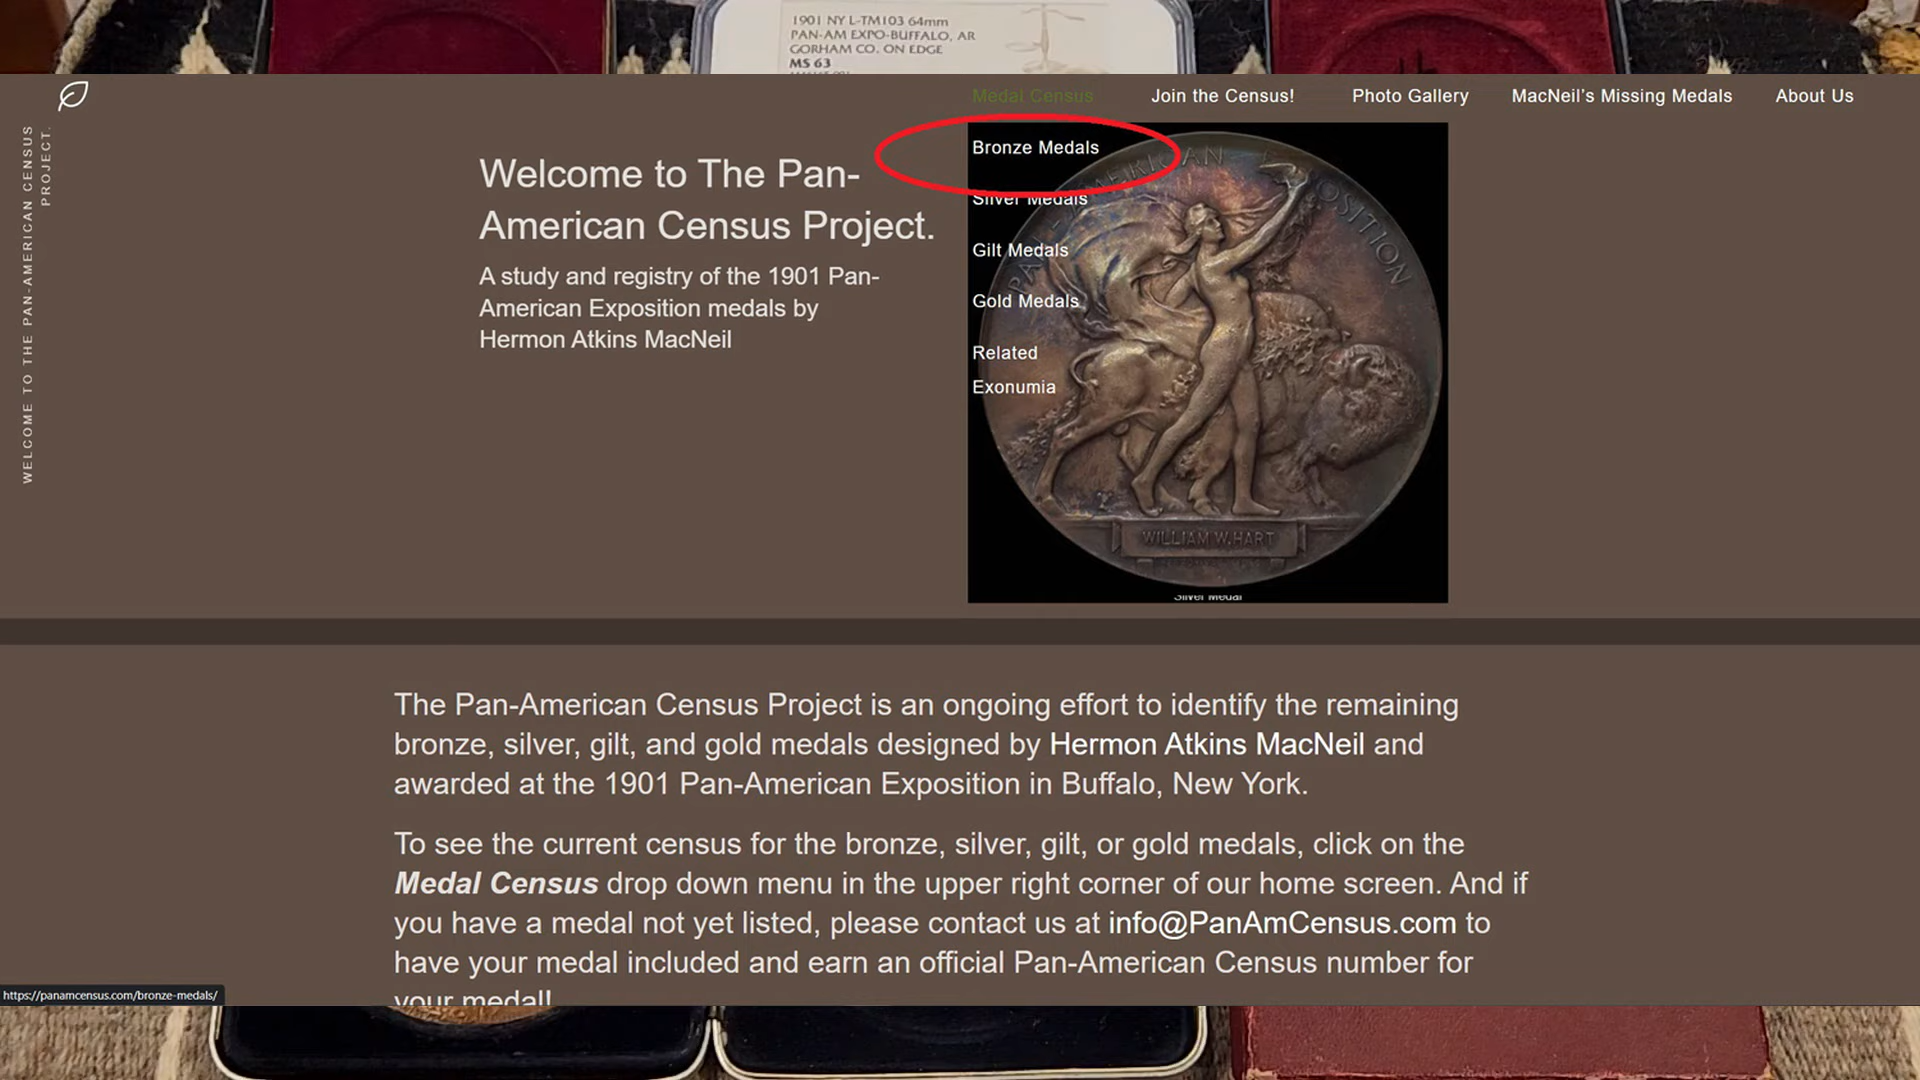 1901 NY L-TM103 64mm
PAN-AM EXPO-BUFFALO, AR
GORHAM CO. ON EDGE
MS 63
Medal Census
Join the Census!
Photo Gallery
MacNeil's Missing Medals
About Us
WELCOME TO THE PAN-AMERICAN CENSUS
PROJECT.
Welcome to The Pan-
American Census Project.
A study and registry of the 1901 Pan-
American Exposition medals by
Hermon Atkins MacNeil
Bronze Medals
Silver Medals
Gilt Medals
Gold Medals
Related
Exonumia
PAN-AMERICAN EXPOSITION
WILLIAM W. HART
Silver Medal
The Pan-American Census Project is an ongoing effort to identify the remaining
bronze, silver, gilt, and gold medals designed by Hermon Atkins MacNeil and
awarded at the 1901 Pan-American Exposition in Buffalo, New York.
To see the current census for the bronze, silver, gilt, or gold medals, click on the
Medal Census drop down menu in the upper right corner of our home screen. And if
you have a medal not yet listed, please contact us at info@PanAmCensus.com to
have your medal included and earn an official Pan-American Census number for
your medal!
https://panamcensus.com/bronze-medals/